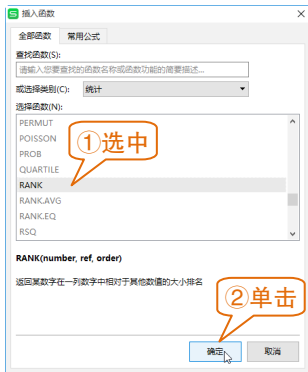 插入函数
全部函数 常用公式
查找函数(S):
请输入您要查找的函数名称或函数功能的简要描述...
或选择类别(C): 统计
选择函数(N):
PERMUT
POISSON
PROB
QUARTILE
RANK
RANK.AVG
RANK.EQ
RSQ
①选中
RANK(number, ref, order)
返回某数字在一列数字中相对于其他数值的大小排名
②单击
确定 取消